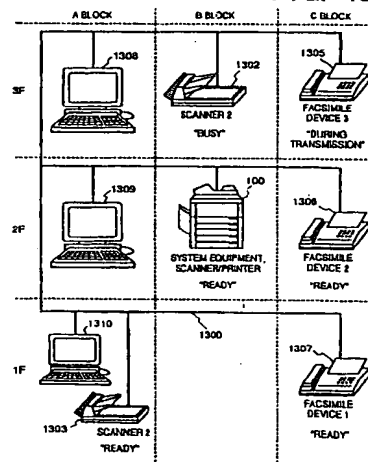 A BLOCK
B BLOCK
C BLOCK
3F
1308
1302
SCANNER 2
"BUSY"
1305
FACSIMILE
DEVICE 3
"DURING
TRANSMISSION"
2F
1309
100
SYSTEM EQUIPMENT,
SCANNER/PRINTER
"READY"
1306
FACSIMILE
DEVICE 2
"READY"
1F
1310
1303
SCANNER 2
"READY"
1300
1307
FACSIMILE
DEVICE 1
"READY"